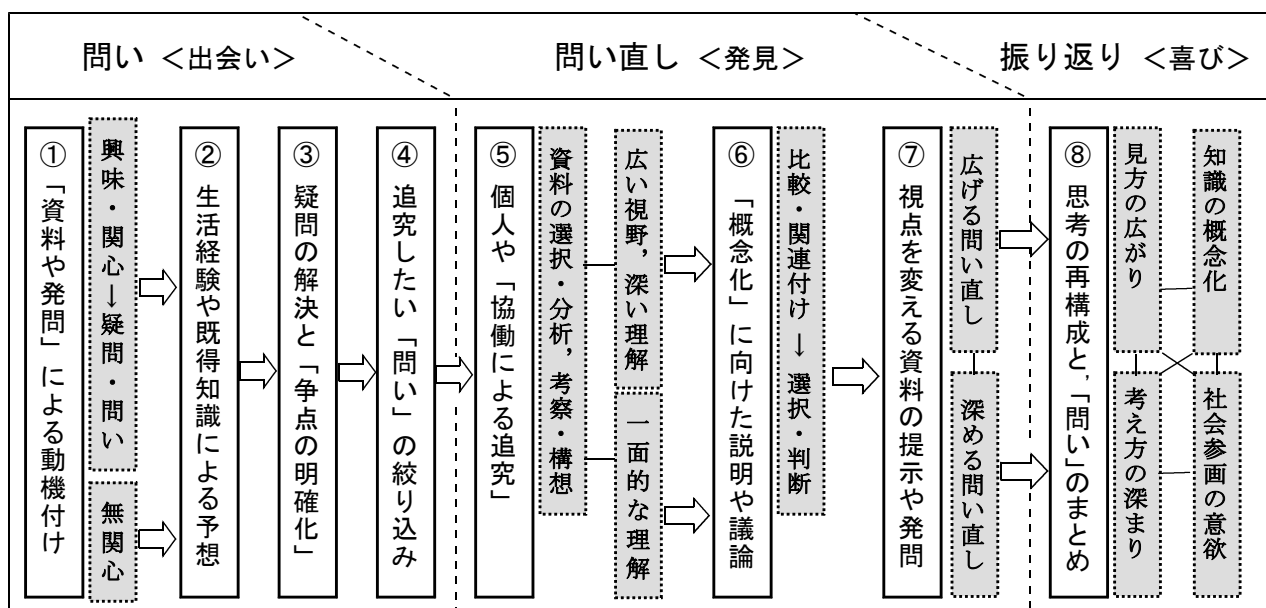 問い <出会い>
問い直し <発見>
振り返り <喜び>
①「資料や発問」による動機付け
興味・関心→疑問・問い
無関心
②生活経験や既得知識による予想
③疑問の解決と「争点の明確化」
④追究したい「問い」の絞り込み
⑤個人や「協働による追究」
資料の選択・分析,考察・構想
広い視野,深い理解
一面的な理解
⑥「概念化」に向けた説明や議論
比較・関連付け→選択・判断
⑦視点を変える資料の提示や発問
広げる問い直し
深める問い直し
⑧思考の再構成と,「問い」のまとめ
見方の広がり
考え方の深まり
知識の概念化
社会参画の意欲